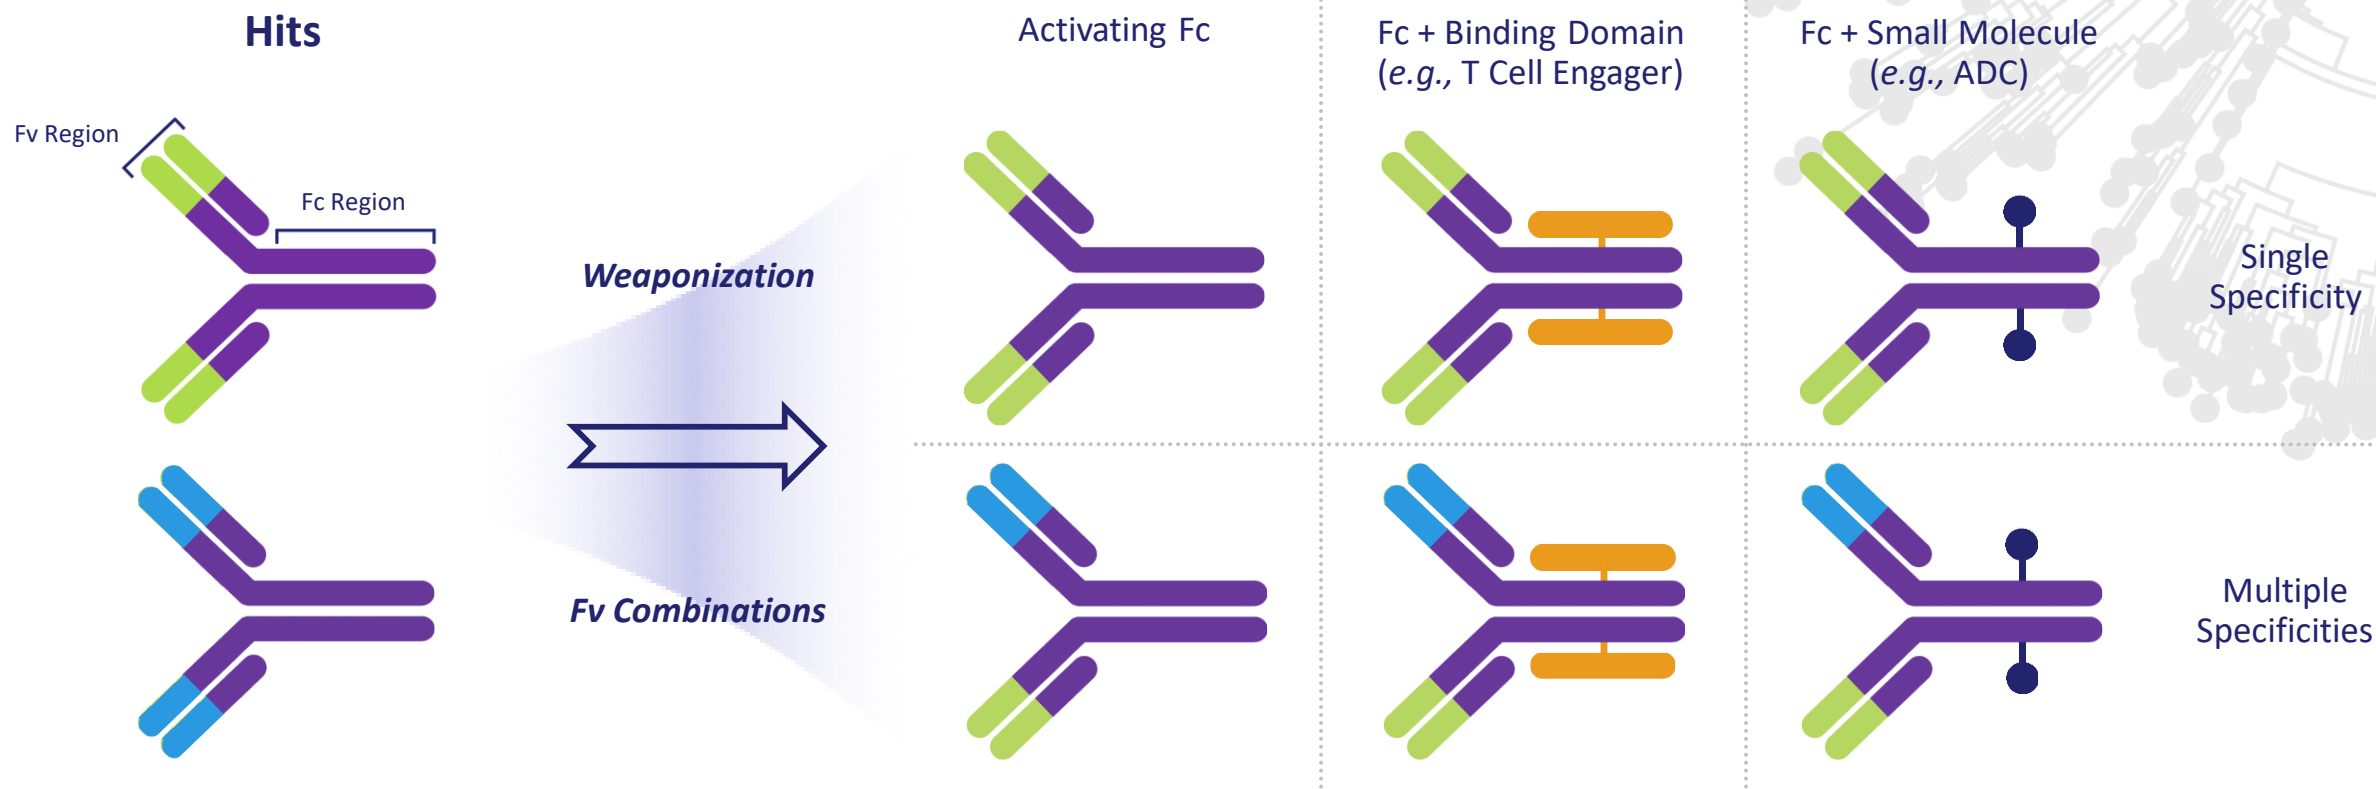 Hits
Activating Fc
Fc + Binding Domain
(e.g., T Cell Engager)
Fc + Small Molecule
(e.g., ADC)
Fv Region
Fc Region
Weaponization
Fv Combinations
Single
Specificity
Multiple
Specificities